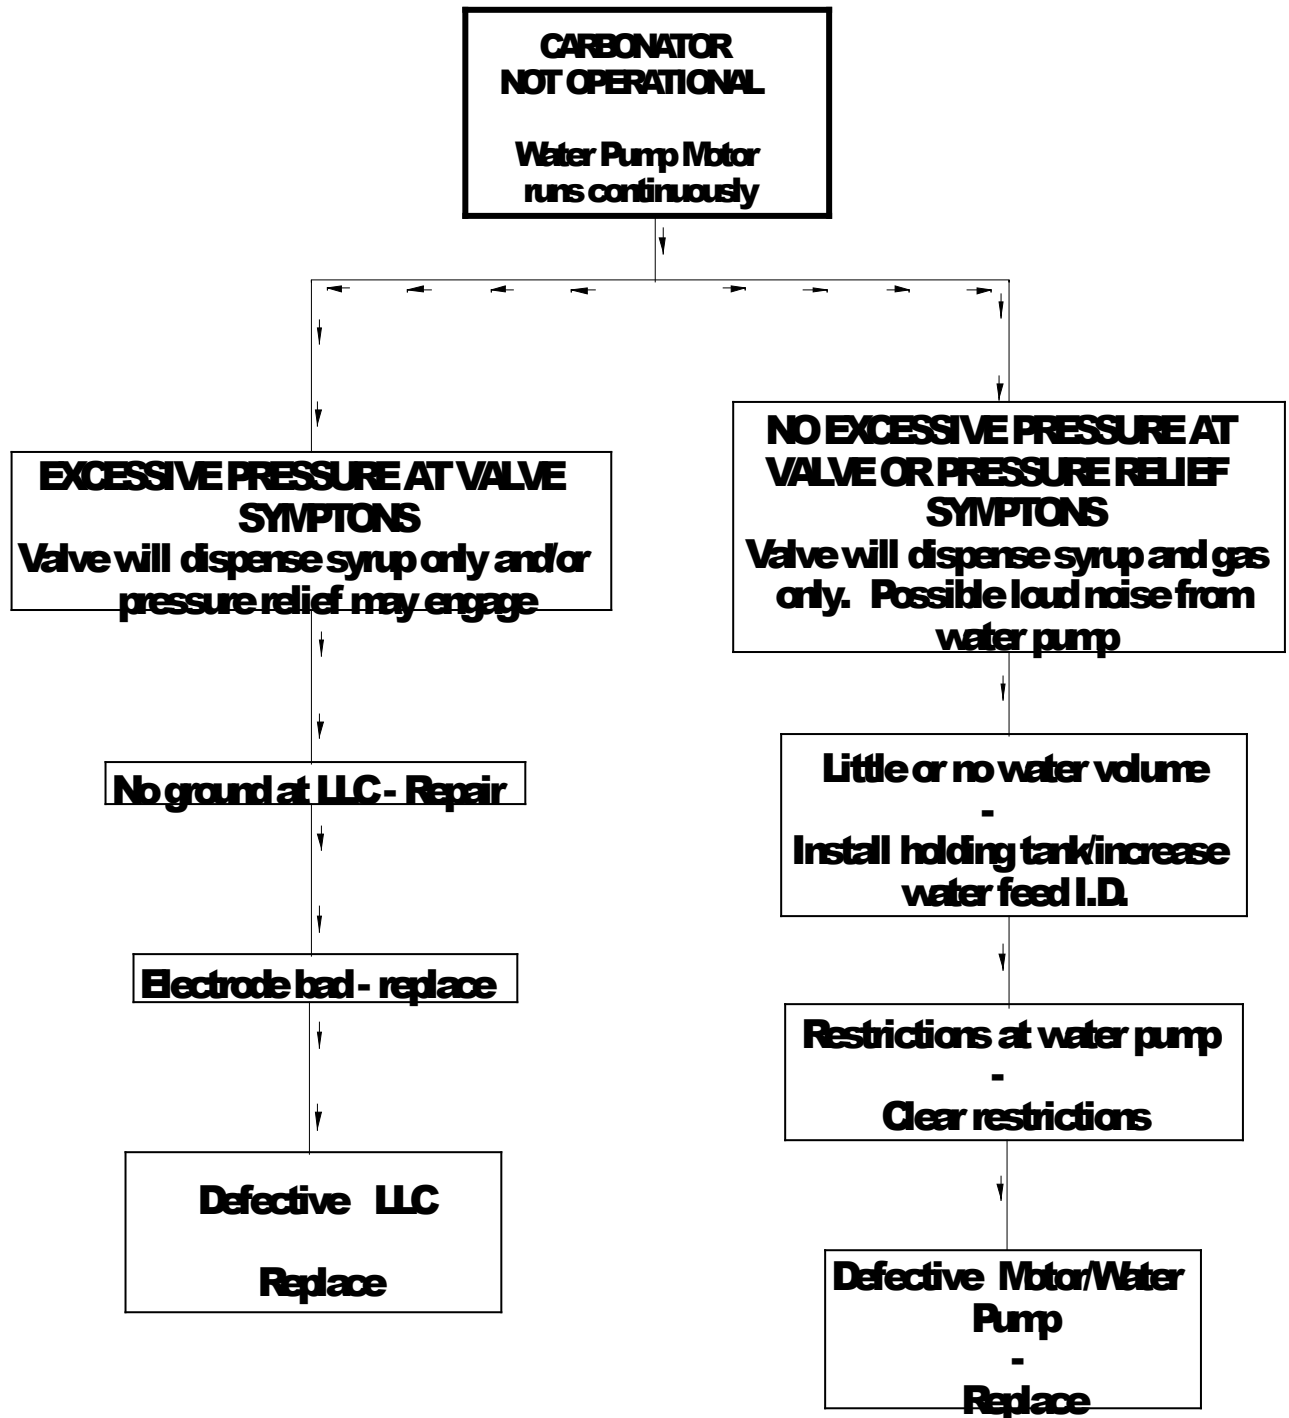 CARBONATOR
NOT OPERATIONAL
Water Pump Motor
runs continuously
EXCESSIVE PRESSURE AT VALVE
SYMPTONS
Valve will dispense syrup only and/or
pressure relief may engage
No ground at LLC - Repair
Electrode bad - replace
Defective LLC
Replace
NO EXCESSIVE PRESSURE AT
VALVE OR PRESSURE RELIEF
SYMPTONS
Valve will dispense syrup and gas
only. Possible loud noise from
water pump
Little or no water volume
-
Install holding tank/increase
water feed I.D.
Restrictions at water pump
-
Clear restrictions
Defective Motor/Water
Pump
-
Replace